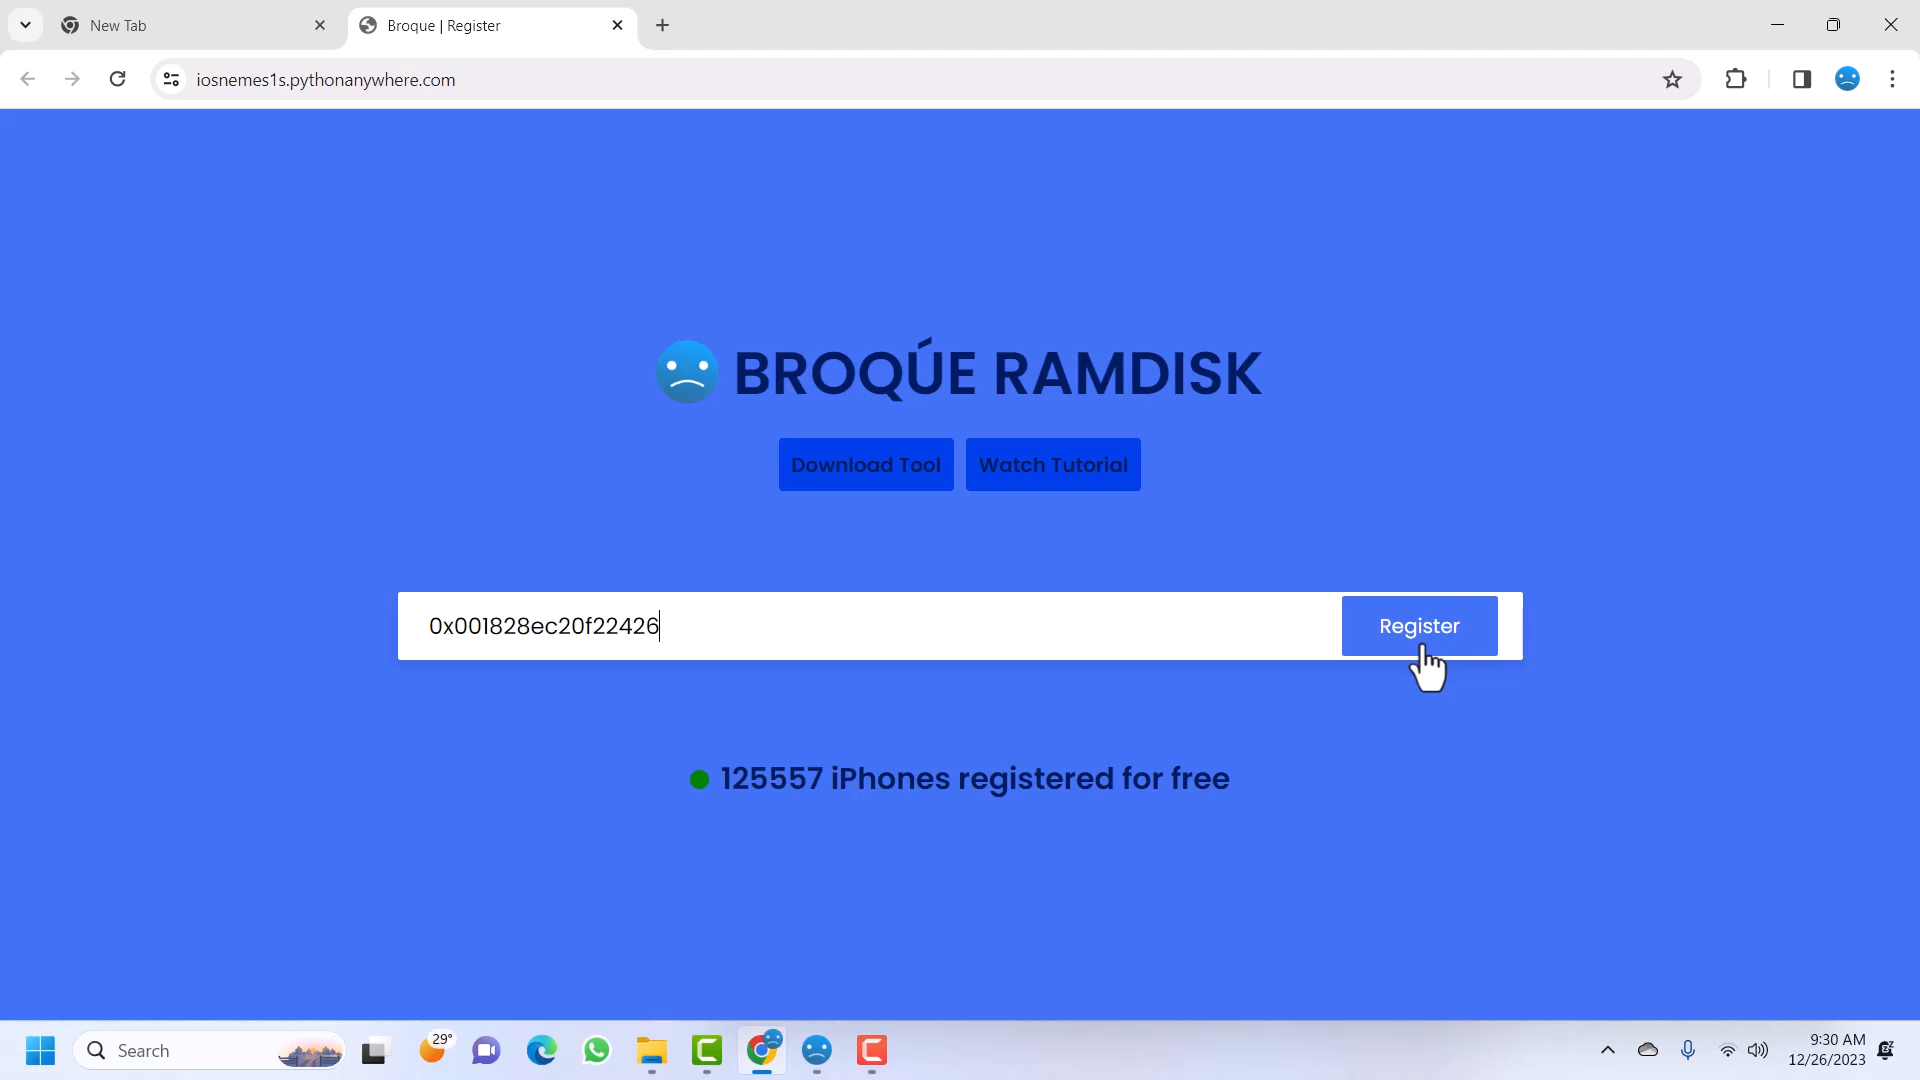 New Tab
Broque | Register
iosnemes1s.pythonanywhere.com
BROQÚE RAMDISK
Download Tool
Watch Tutorial
0x001828ec20f22426
Register
125557 iPhones registered for free
Search
29°
9:30 AM
12/26/2023